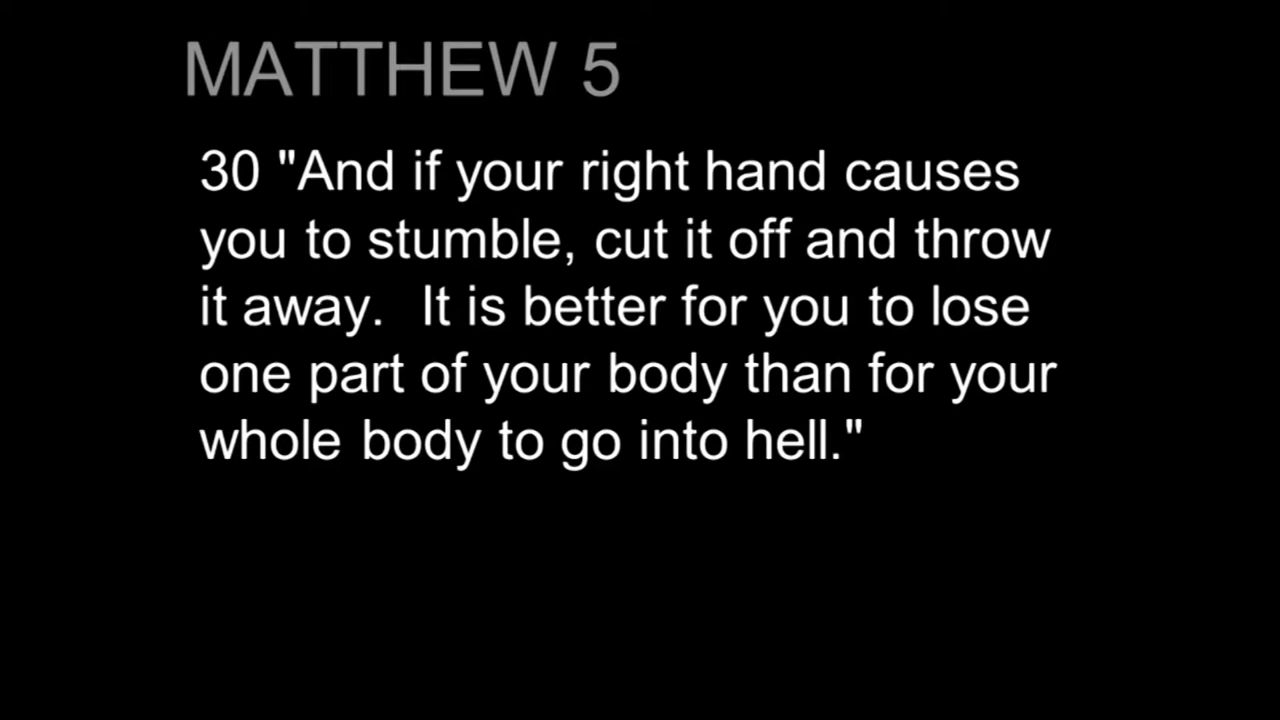 MATTHEW 5
30 "And if your right hand causes
you to stumble, cut it off and throw
it away.  It is better for you to lose
one part of your body than for your
whole body to go into hell."